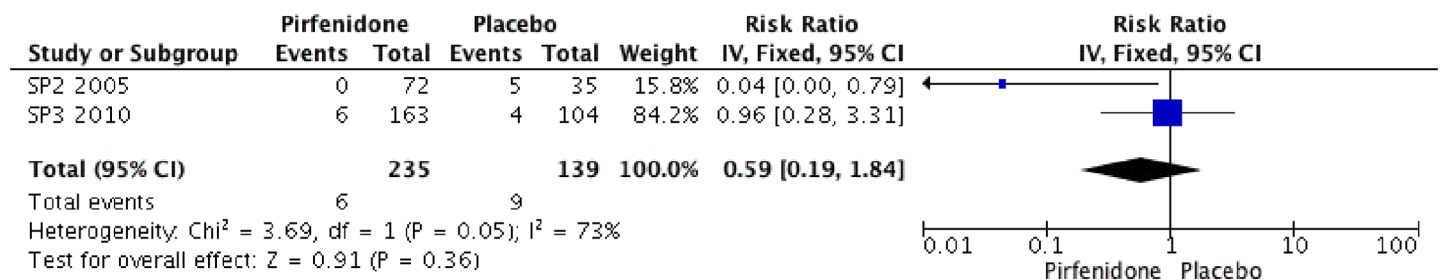 Pirfenidone Placebo Risk Ratio Risk Ratio
Study or Subgroup Events Total Events Total Weight IV, Fixed, 95% CI IV, Fixed, 95% CI
SP2 2005 0 72 5 35 15.8% 0.04 [0.00, 0.79]
SP3 2010 6 163 4 104 84.2% 0.96 [0.28, 3.31]
Total (95% CI) 235 139 100.0% 0.59 [0.19, 1.84]
Total events 6 9
Heterogeneity: Chi² = 3.69, df = 1 (P = 0.05); I² = 73%
Test for overall effect: Z = 0.91 (P = 0.36)
0.01 0.1 1 10 100
Pirfenidone Placebo